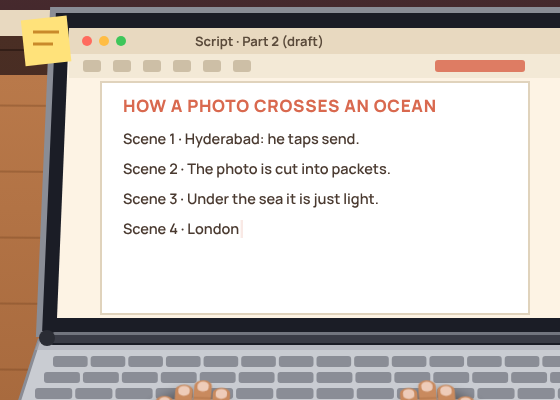 Script · Part 2 (draft)
HOW A PHOTO CROSSES AN OCEAN
Scene 1 · Hyderabad: he taps send.
Scene 2 · The photo is cut into packets.
Scene 3 · Under the sea it is just light.
Scene 4 · London